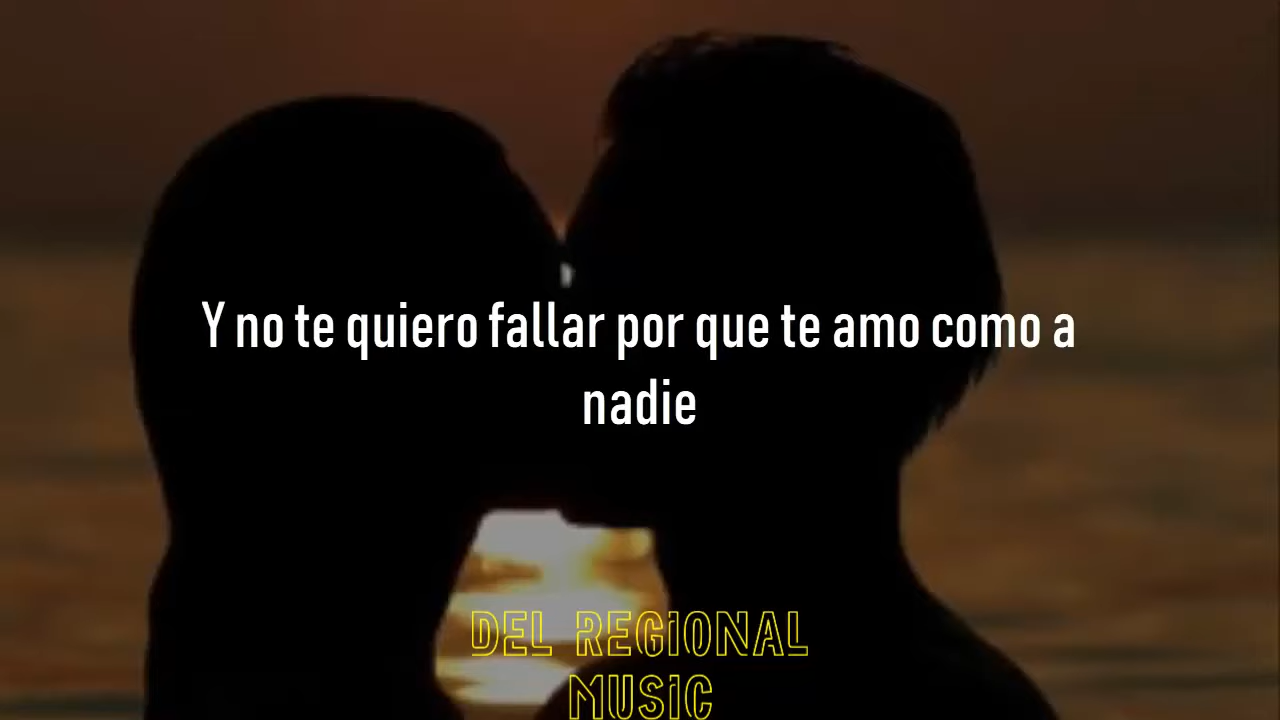 Y no te quiero fallar por que te amo como a
nadie
DEL REGiONAL
MUSiC